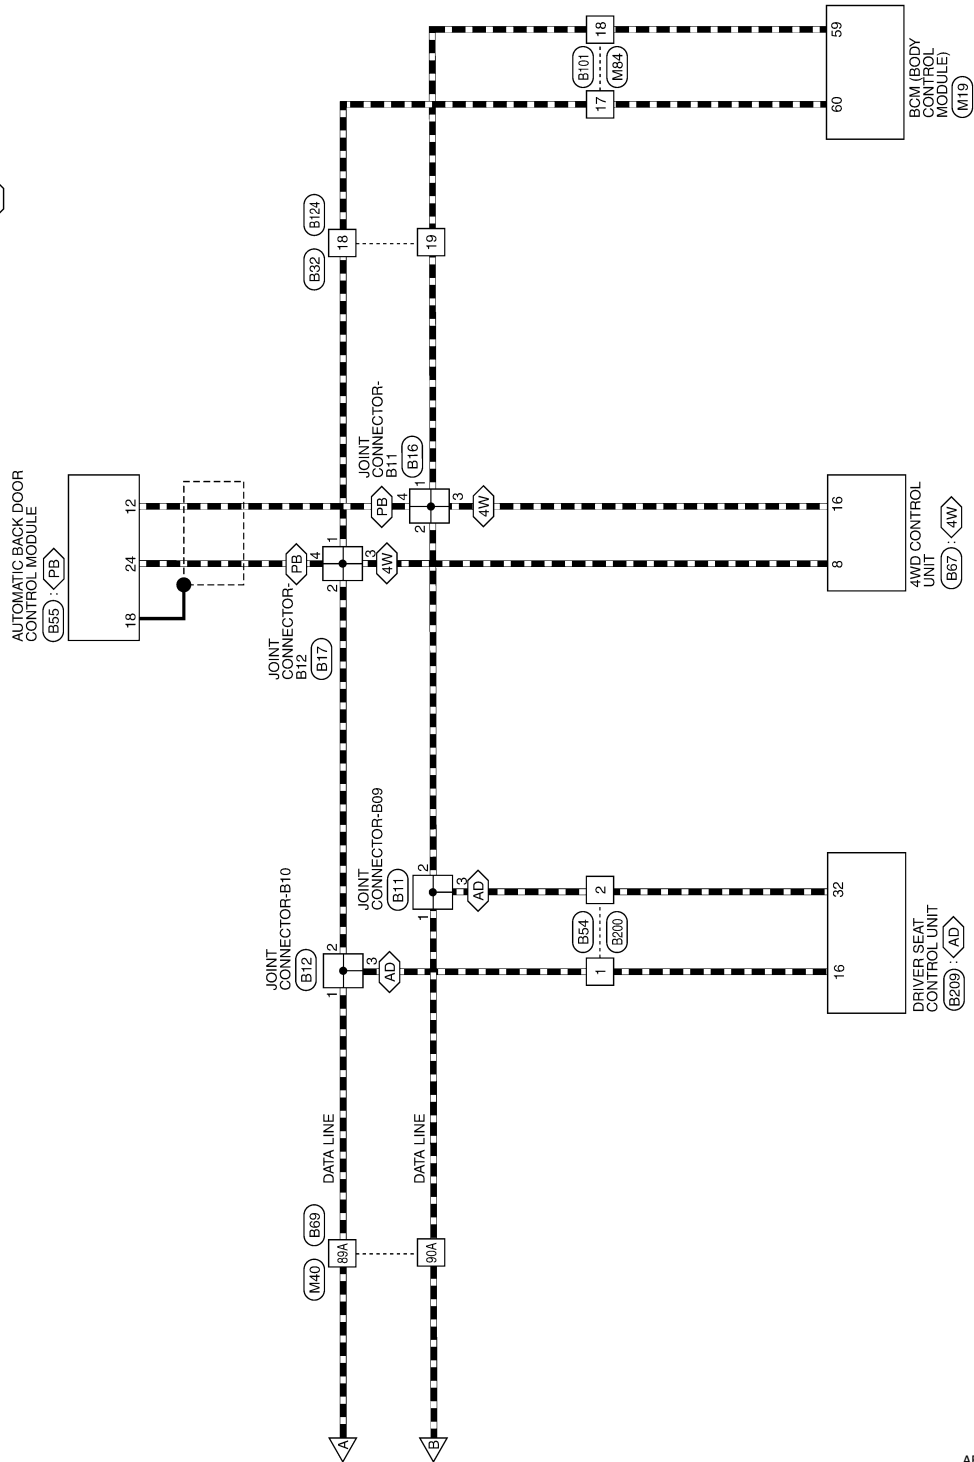 AUTOMATIC BACK DOOR
CONTROL MODULE
B55 : PB
18
24
12
JOINT
CONNECTOR-
B12
B17
PB
4
1
2
3
4W
JOINT
CONNECTOR-
B11
B16
PB
4
1
2
3
4W
B32
B124
18
19
B101
M84
17
18
60
59
BCM (BODY
CONTROL
MODULE)
M19
8
16
4WD CONTROL
UNIT
B67 : 4W
JOINT
CONNECTOR-B10
B12
1
2
3
AD
JOINT
CONNECTOR-B09
B11
1
2
3
AD
B54
B200
1
2
16
32
DRIVER SEAT
CONTROL UNIT
B209 : AD
DATA LINE
DATA LINE
M40
B69
89A
90A
A
B